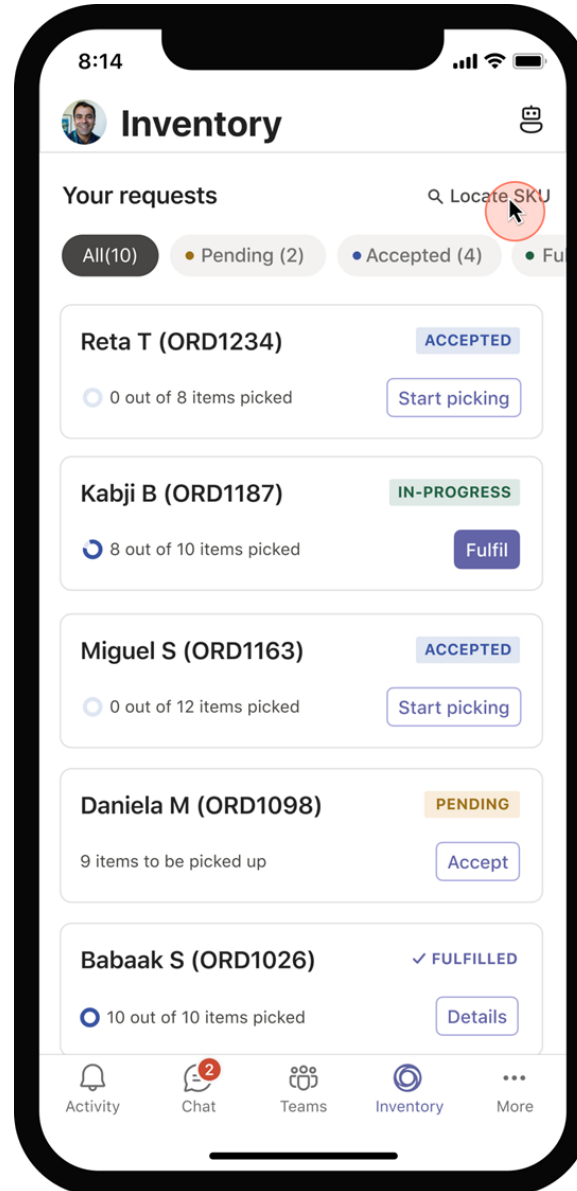 8:14
Inventory
Your requests
Locate SKU
All(10)
Pending (2)
Accepted (4)
Ful
Reta T (ORD1234)
ACCEPTED
0 out of 8 items picked
Start picking
Kabji B (ORD1187)
IN-PROGRESS
8 out of 10 items picked
Fulfil
Miguel S (ORD1163)
ACCEPTED
0 out of 12 items picked
Start picking
Daniela M (ORD1098)
PENDING
9 items to be picked up
Accept
Babaak S (ORD1026)
FULFILLED
10 out of 10 items picked
Details
2
Activity
Chat
Teams
Inventory
More